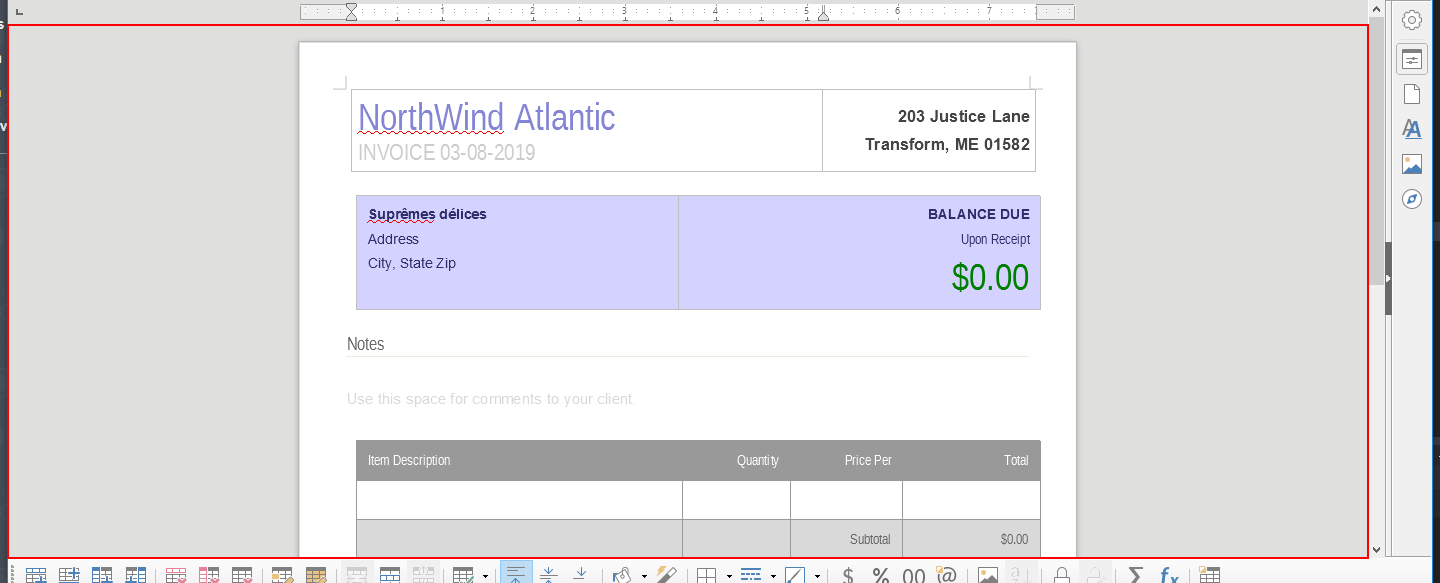 1 2 3 4 5 6 7
NorthWind Atlantic
INVOICE 03-08-2019
203 Justice Lane
Transform, ME 01582
Suprêmes délices
Address
City, State Zip
BALANCE DUE
Upon Receipt
$0.00
Notes
Use this space for comments to your client.
Item Description Quantity Price Per Total
Subtotal $0.00